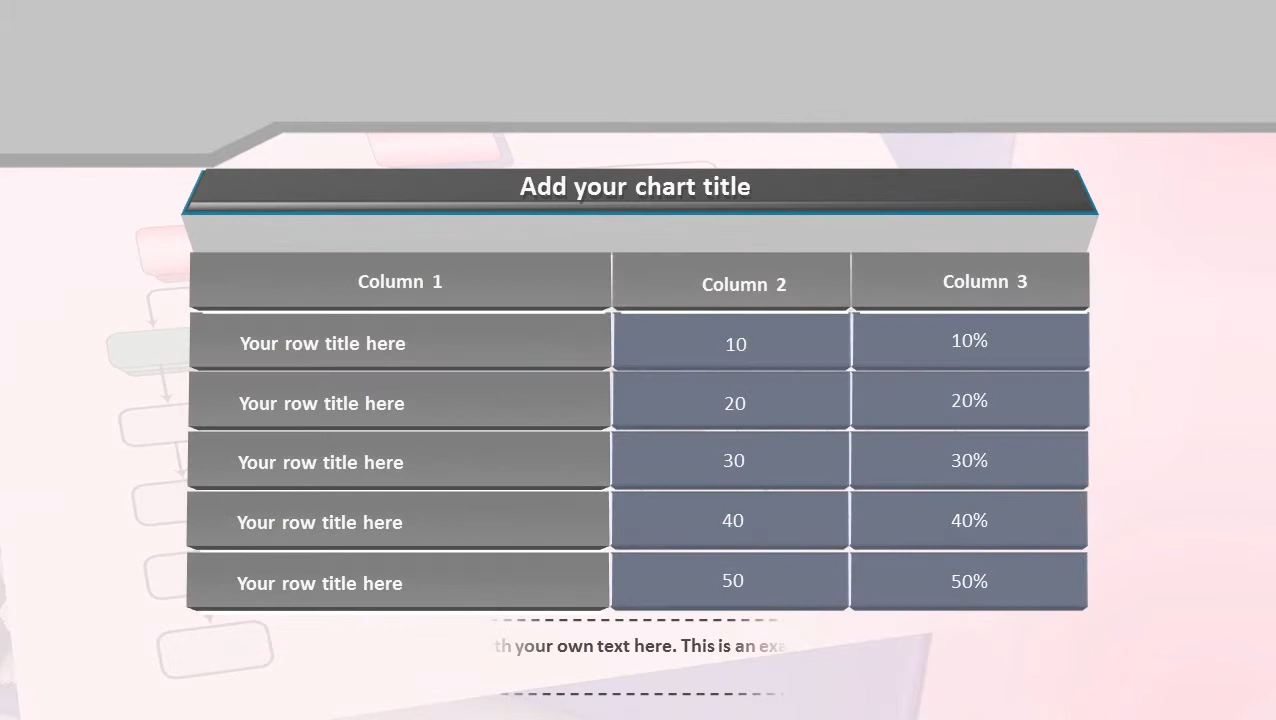 Add your chart title
Column 1 Column 2 Column 3
Your row title here 10 10%
Your row title here 20 20%
Your row title here 30 30%
Your row title here 40 40%
Your row title here 50 50%
your own text here. This is an